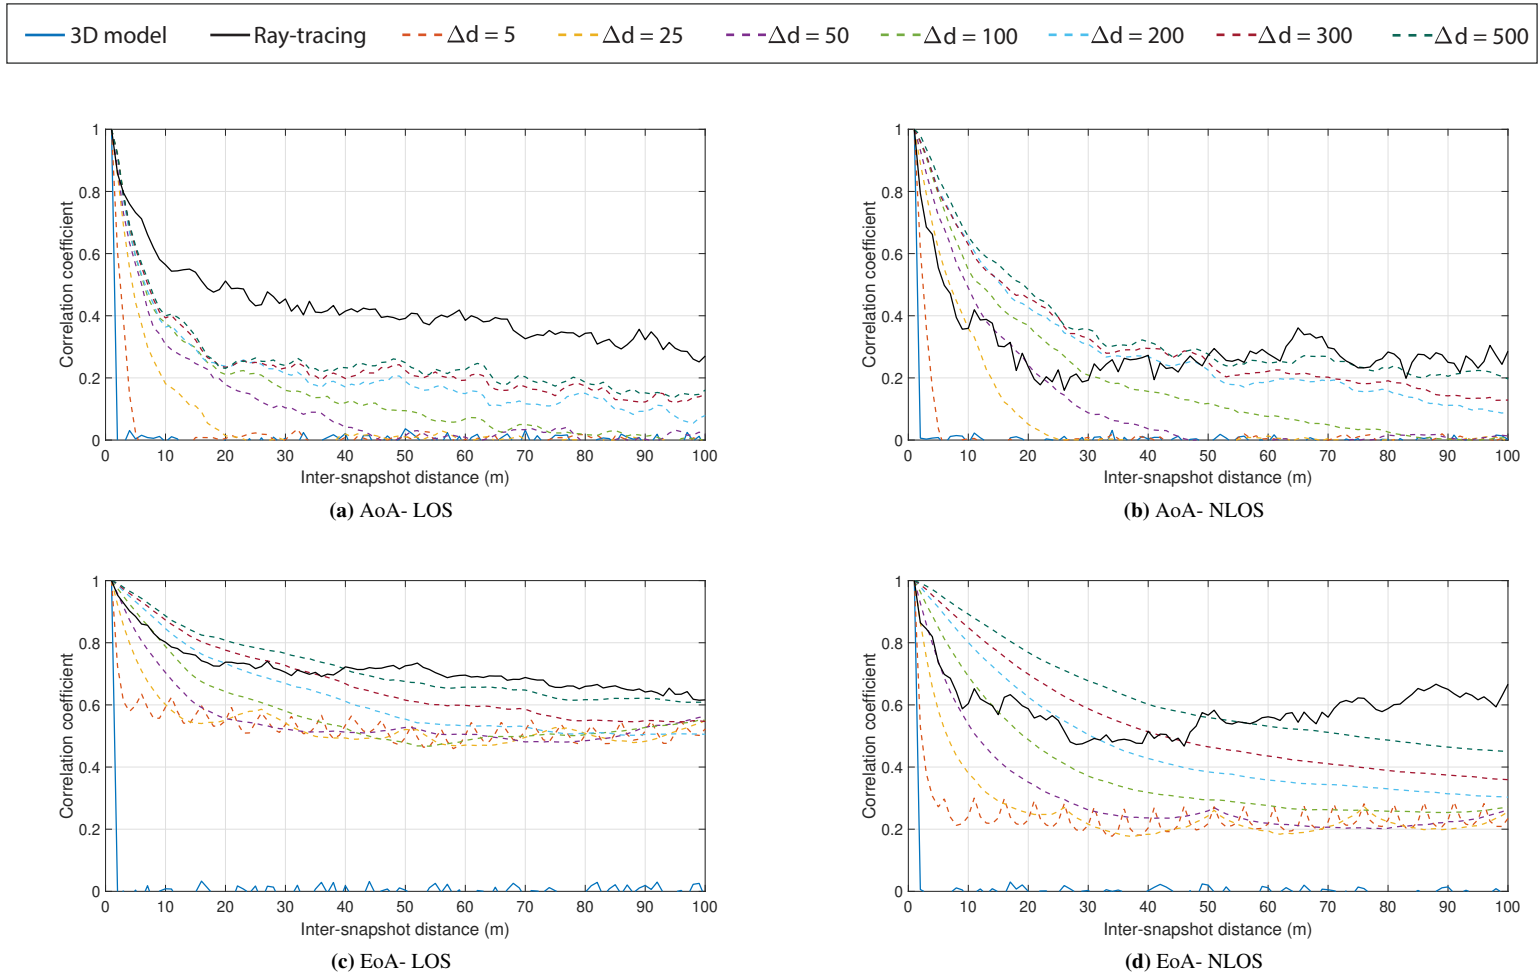 3D model Ray-tracing Δd = 5 Δd = 25 Δd = 50 Δd = 100 Δd = 200 Δd = 300 Δd = 500
Correlation coefficient
1
0.8
0.6
0.4
0.2
0
0 10 20 30 40 50 60 70 80 90 100
Inter-snapshot distance (m)
(a) AoA- LOS
Correlation coefficient
1
0.8
0.6
0.4
0.2
0
0 10 20 30 40 50 60 70 80 90 100
Inter-snapshot distance (m)
(b) AoA- NLOS
Correlation coefficient
1
0.8
0.6
0.4
0.2
0
0 10 20 30 40 50 60 70 80 90 100
Inter-snapshot distance (m)
(c) EoA- LOS
Correlation coefficient
1
0.8
0.6
0.4
0.2
0
0 10 20 30 40 50 60 70 80 90 100
Inter-snapshot distance (m)
(d) EoA- NLOS